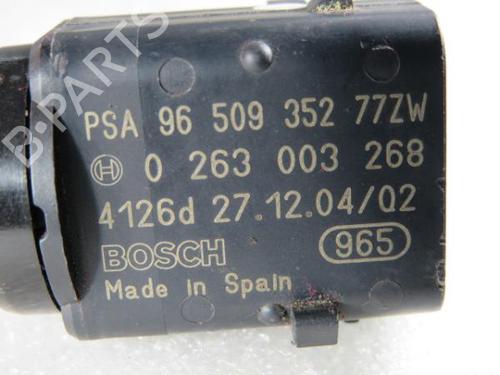 B-PARTS
PSA 96 509 352 77ZW
0 263 003 268
4126d 27.12.04/02
BOSCH 965
Made in Spain